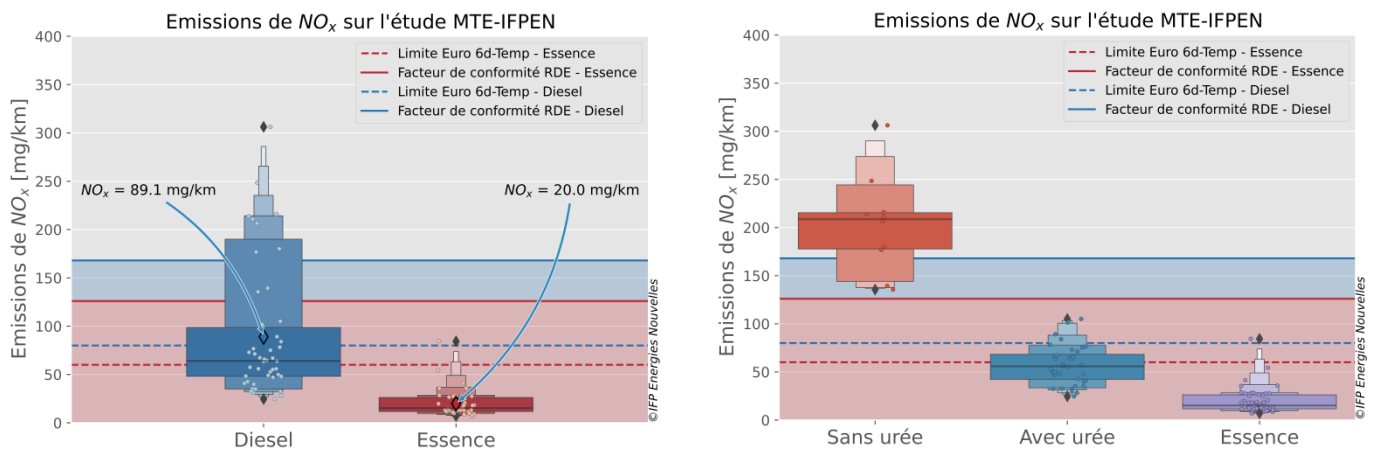 Emissions de NOx sur l'étude MTE-IFPEN
Emissions de NOx [mg/km]
400
350
300
250
200
150
100
50
0
Limite Euro 6d-Temp - Essence
Facteur de conformité RDE - Essence
Limite Euro 6d-Temp - Diesel
Facteur de conformité RDE - Diesel
NOx = 89.1 mg/km
NOx = 20.0 mg/km
Diesel
Essence
©IFP Energies Nouvelles
Emissions de NOx sur l'étude MTE-IFPEN
Emissions de NOx [mg/km]
400
350
300
250
200
150
100
50
0
Limite Euro 6d-Temp - Essence
Facteur de conformité RDE - Essence
Limite Euro 6d-Temp - Diesel
Facteur de conformité RDE - Diesel
Sans urée
Avec urée
Essence
©IFP Energies Nouvelles